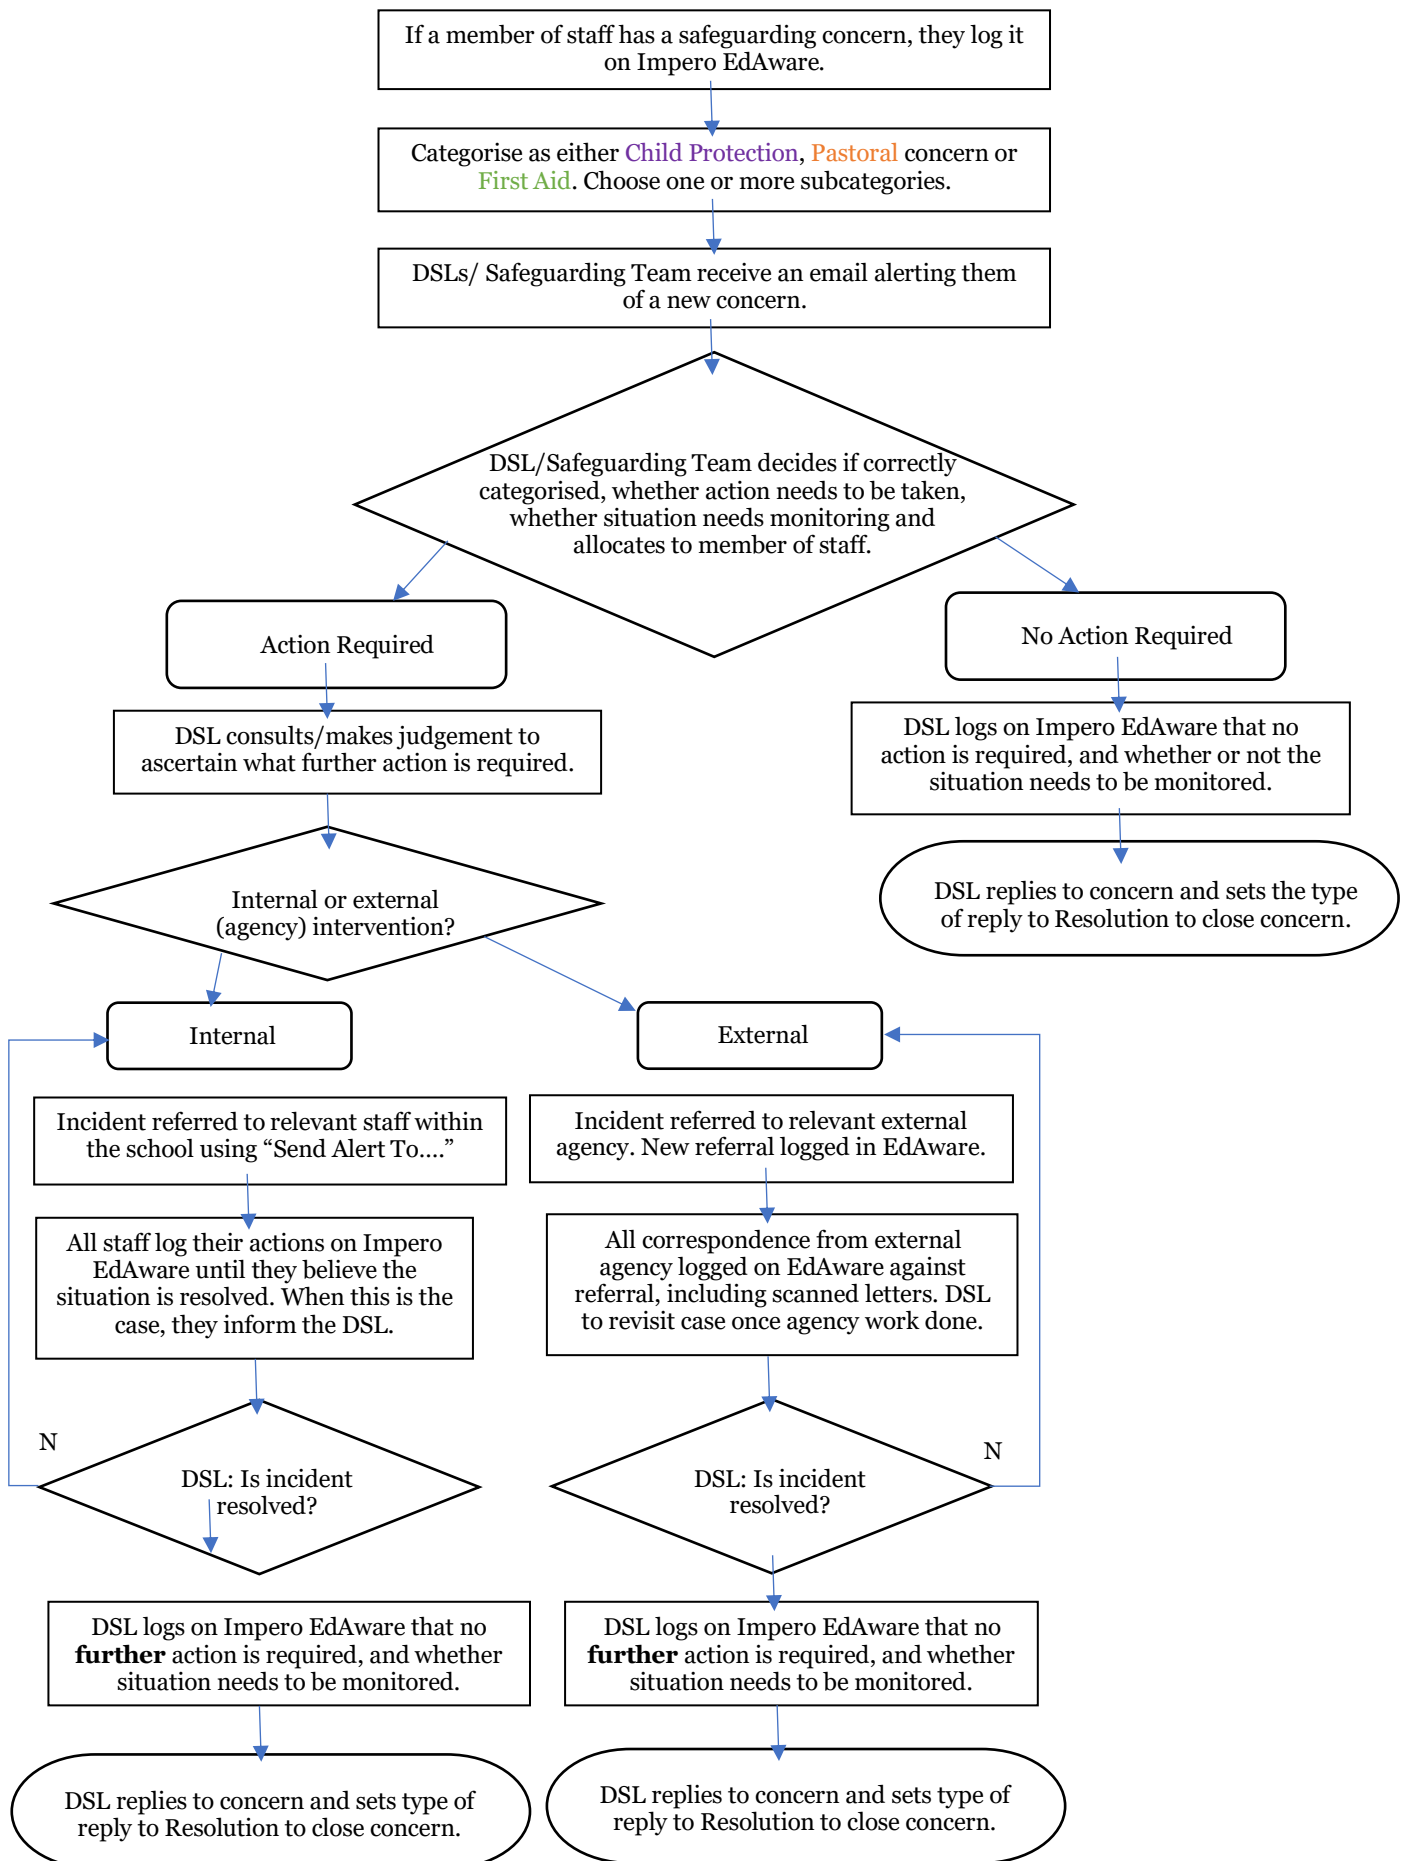 If a member of staff has a safeguarding concern, they log it
on Impero EdAware.
Categorise as either Child Protection, Pastoral concern or
First Aid. Choose one or more subcategories.
DSLs/ Safeguarding Team receive an email alerting them
of a new concern.
DSL/Safeguarding Team decides if correctly
categorised, whether action needs to be taken,
whether situation needs monitoring and
allocates to member of staff.
Action Required
No Action Required
DSL consults/makes judgement to
ascertain what further action is required.
DSL logs on Impero EdAware that no
action is required, and whether or not the
situation needs to be monitored.
Internal or external
(agency) intervention?
DSL replies to concern and sets the type
of reply to Resolution to close concern.
Internal
External
Incident referred to relevant staff within
the school using “Send Alert To….”
Incident referred to relevant external
agency. New referral logged in EdAware.
All staff log their actions on Impero
EdAware until they believe the
situation is resolved. When this is the
case, they inform the DSL.
All correspondence from external
agency logged on EdAware against
referral, including scanned letters. DSL
to revisit case once agency work done.
N
DSL: Is incident
resolved?
N
DSL: Is incident
resolved?
DSL logs on Impero EdAware that no
further action is required, and whether
situation needs to be monitored.
DSL logs on Impero EdAware that no
further action is required, and whether
situation needs to be monitored.
DSL replies to concern and sets type of
reply to Resolution to close concern.
DSL replies to concern and sets type of
reply to Resolution to close concern.